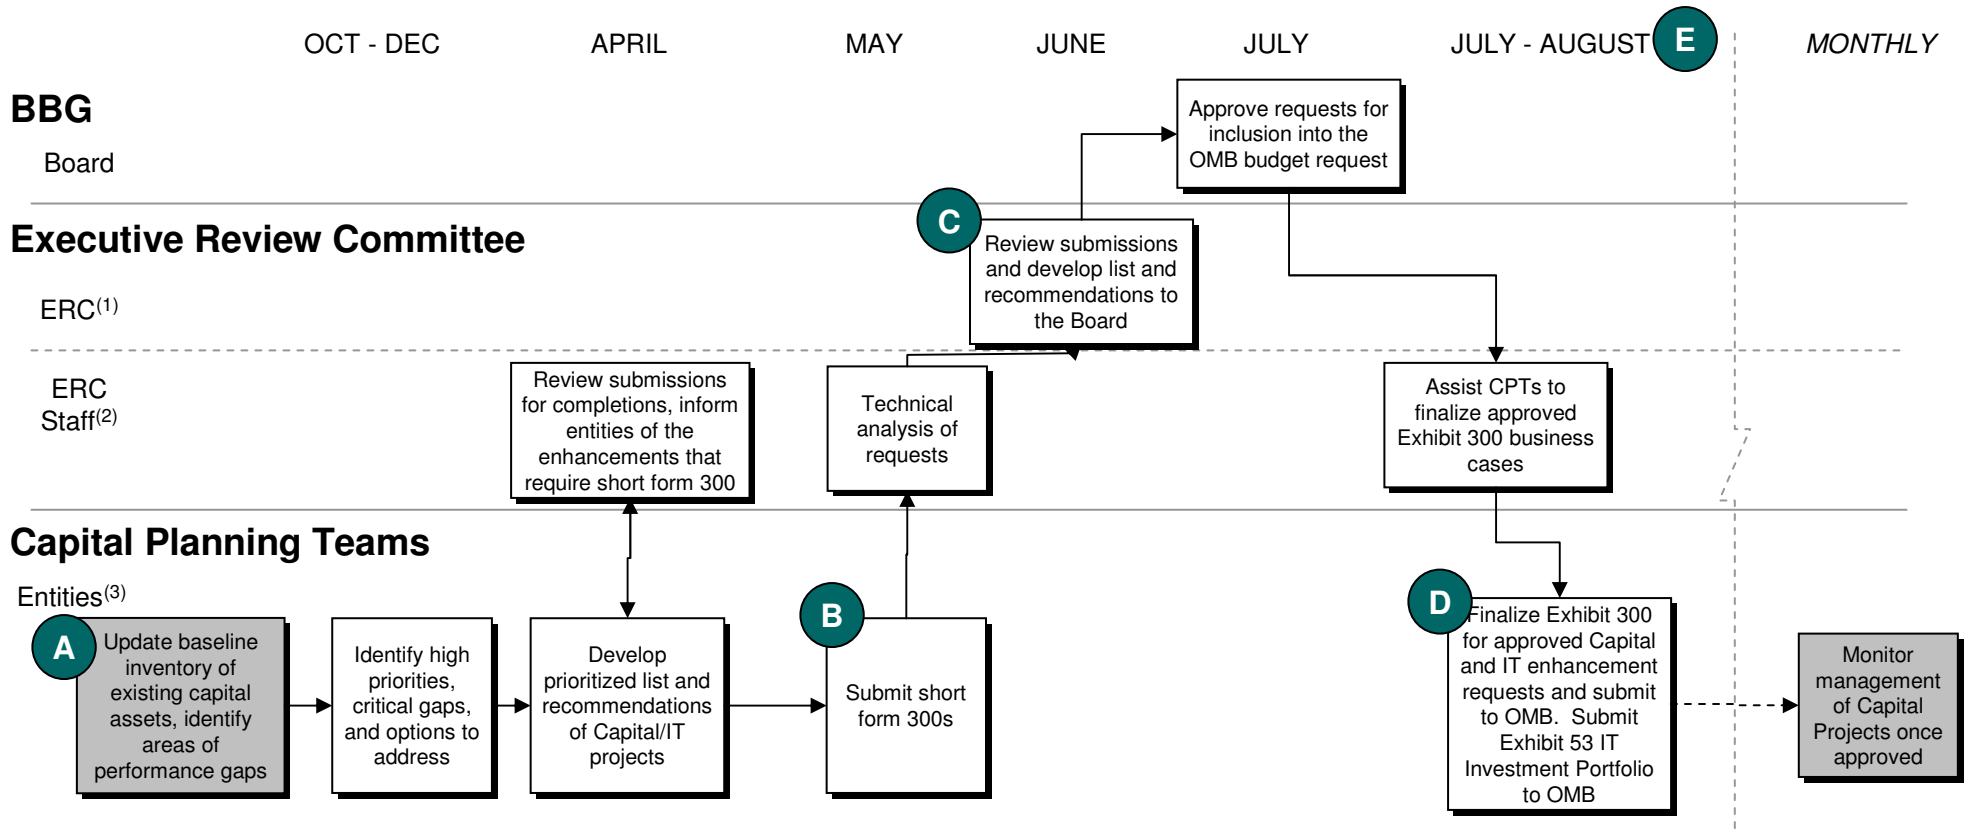 OCT - DEC
APRIL
MAY
JUNE
JULY
JULY - AUGUST
E
MONTHLY
BBG
Board
Approve requests for
inclusion into the
OMB budget request
Executive Review Committee
ERC(1)
C
Review submissions
and develop list and
recommendations to
the Board
ERC
Staff(2)
Review submissions
for completions, inform
entities of the
enhancements that
require short form 300
Technical
analysis of
requests
Assist CPTs to
finalize approved
Exhibit 300 business
cases
Capital Planning Teams
Entities(3)
A
Update baseline
inventory of
existing capital
assets, identify
areas of
performance gaps
Identify high
priorities,
critical gaps,
and options to
address
Develop
prioritized list and
recommendations
of Capital/IT
projects
B
Submit short
form 300s
D
Finalize Exhibit 300
for approved Capital
and IT enhancement
requests and submit
to OMB.  Submit
Exhibit 53 IT
Investment Portfolio
to OMB
Monitor
management
of Capital
Projects once
approved